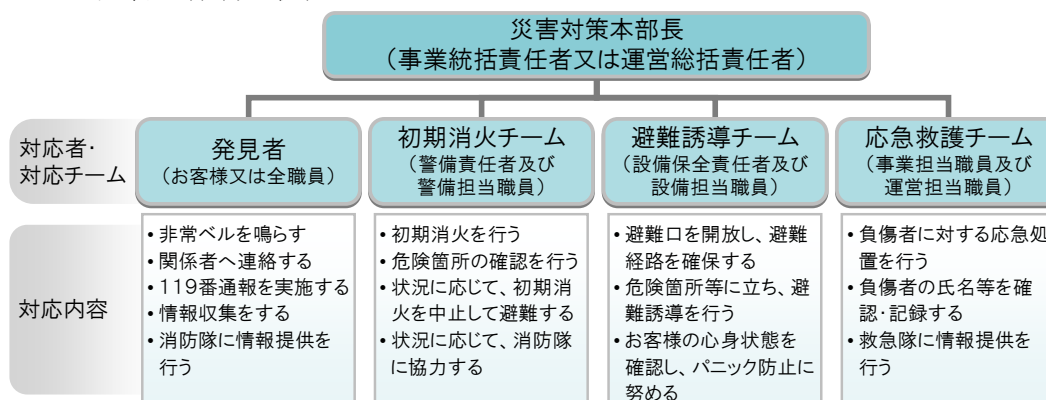 災害対策本部長
（事業統括責任者又は運営総括責任者）
対応者・
対応チーム
発見者
（お客様又は全職員）
初期消火チーム
（警備責任者及び
警備担当職員）
避難誘導チーム
（設備保全責任者及び
設備担当職員）
応急救護チーム
（事業担当職員及び
運営担当職員）
対応内容
・非常ベルを鳴らす
・関係者へ連絡する
・119番通報を実施する
・情報収集をする
・消防隊に情報提供を
行う
・初期消火を行う
・危険箇所の確認を行う
・状況に応じて、初期消
火を中止して避難する
・状況に応じて、消防隊
に協力する
・避難口を開放し、避難
経路を確保する
・危険箇所等に立ち、避
難誘導を行う
・お客様の心身状態を
確認し、パニック防止に
努める
・負傷者に対する応急処
置を行う
・負傷者の氏名等を確
認・記録する
・救急隊に情報提供を
行う